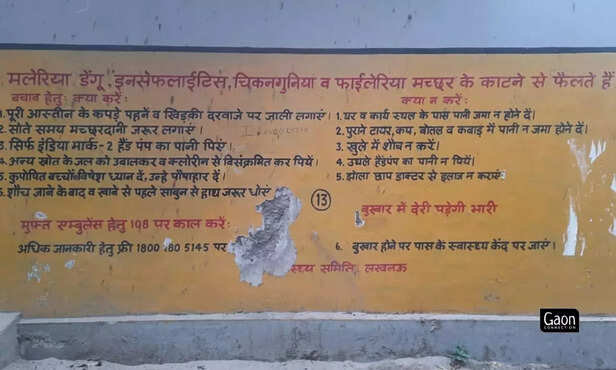 मलेरिया, डेंगू, इनसेफलाईटिस, चिकनगुनिया व फाईलेरिया मच्छर के काटने से फैलते हैं
बचाव हेतु: क्या करें:
1. पूरी आस्तीन के कपड़े पहनें व खिड़की दरवाजे पर जाली लगाएं।
2. सोते समय मच्छरदानी जरूर लगाएं।
3. सिर्फ इंडिया मार्क-2 हैंड पंप का पानी पिएं।
4. अन्य स्रोत के जल को उबालकर व क्लोरीन से विसंक्रमित कर पियें।
5. कुपोषित बच्चों विशेष ध्यान दें, उन्हे पोषाहार दें।
6. शौच जाने के बाद व खाने से पहले साबुन से हाथ जरूर धोएं
मुफ्त एम्बुलेंस हेतु 108 पर काल करें:
अधिक जानकारी हेतु फ्री 1800 180 5145 पर
क्या न करें:
1. घर व कार्य स्थल के पास पानी जमा न होने दें।
2. पुराने टायर, कप, बोतल व कबाड़ में पानी न जमा होने दें।
3. खुले में शौच न करें।
4. उथले हैंडपंप का पानी न पियें।
5. झोला छाप डाक्टर से इलाज न कराएं
13
बुखार में देरी पड़ेगी भारी
6. बुखार होने पर पास के स्वास्थ्य केंद्र पर जाएं।
स्थ्य समिति, लखनऊ
Gaon
CONNECTION